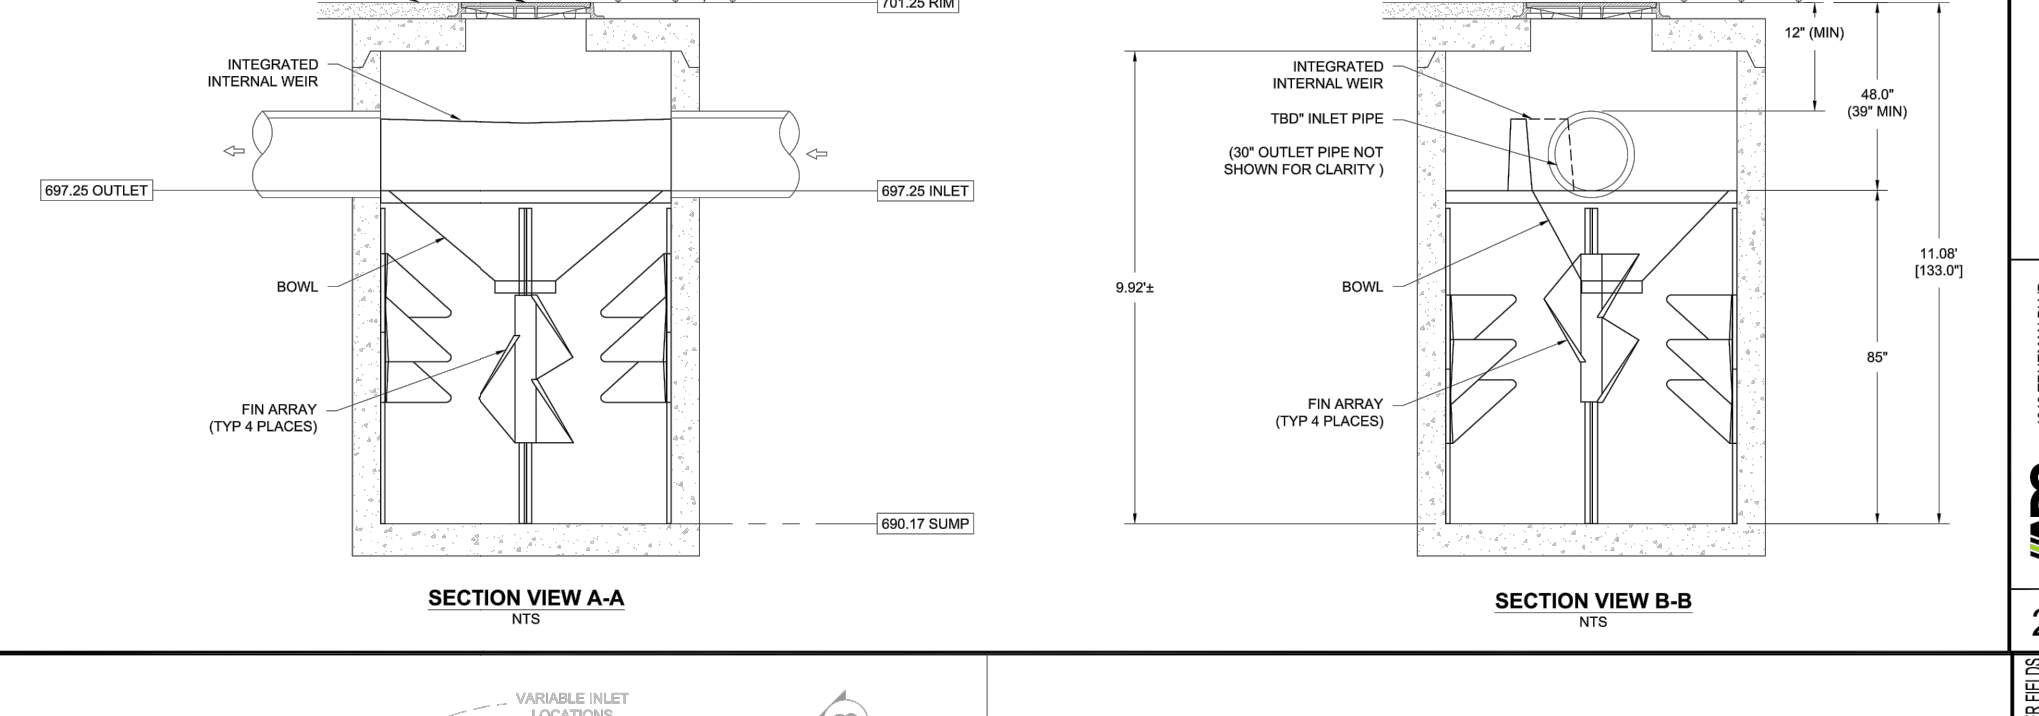 701.25 RIM
INTEGRATED
INTERNAL WEIR
697.25 OUTLET
697.25 INLET
BOWL
FIN ARRAY
(TYP 4 PLACES)
690.17 SUMP
SECTION VIEW A-A
NTS
12" (MIN)
INTEGRATED
INTERNAL WEIR
TBD" INLET PIPE
(30" OUTLET PIPE NOT
SHOWN FOR CLARITY )
48.0"
(39" MIN)
11.08'
[133.0"]
9.92'±
BOWL
85"
FIN ARRAY
(TYP 4 PLACES)
SECTION VIEW B-B
NTS
VARIABLE INLET
LOCATIONS